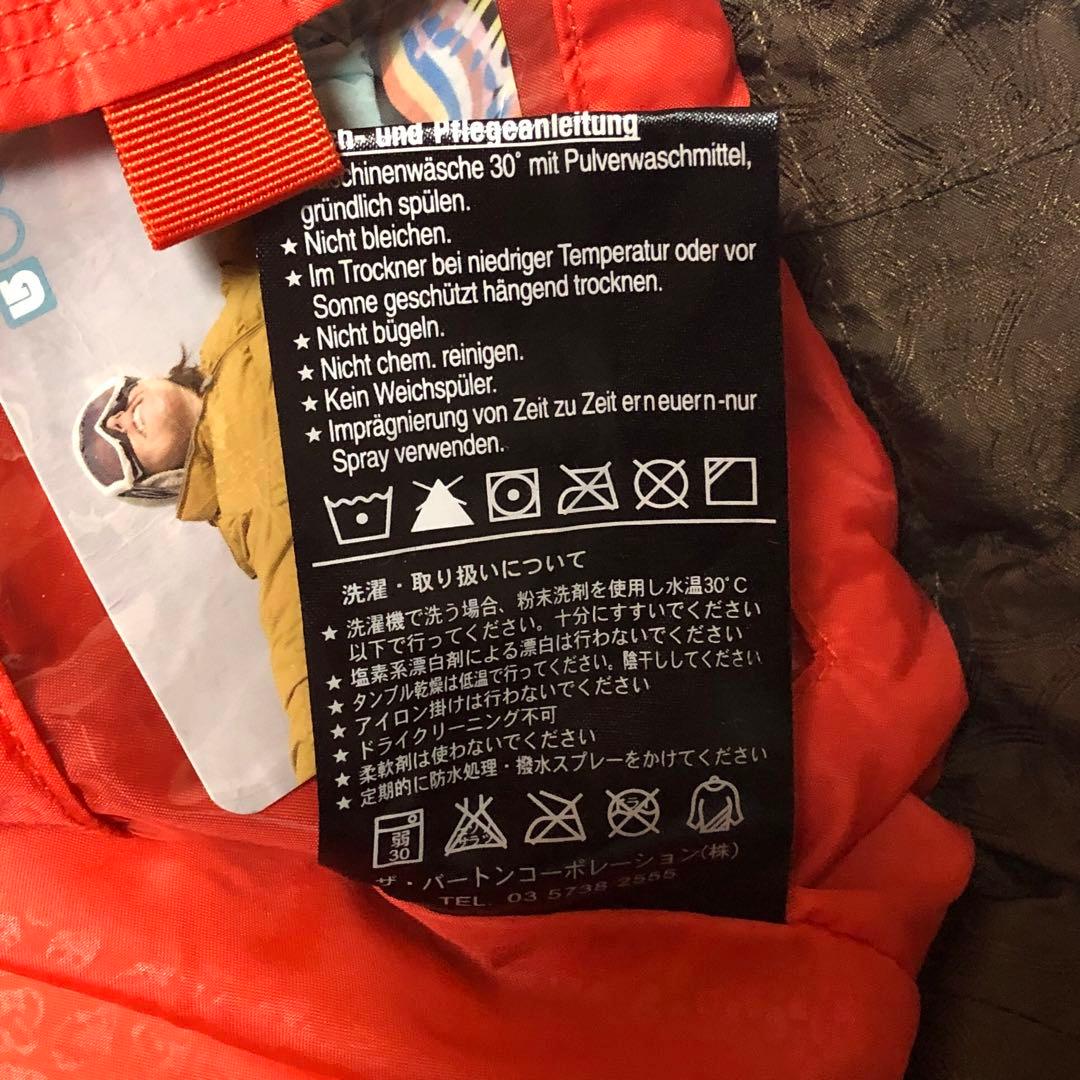 und Pflegeanleitung
schinenwäsche 30° mit Pulverwaschmittel,
gründlich spülen.
★ Nicht bleichen.
★ Im Trockner bei niedriger Temperatur oder vor
Sonne geschützt hängend trocknen.
★ Nicht bügeln.
★ Nicht chem. reinigen.
★ Kein Weichspüler.
★ Imprägnierung von Zeit zu Zeit erneuern-nur
Spray verwenden.
洗濯・取り扱いについて
★ 洗濯機で洗う場合、粉末洗剤を使用し水温30°C
以下で行ってください。十分にすすいでください
★ 塩素系漂白剤による漂白は行わないでください
★ タンブル乾燥は低温で行ってください。陰干ししてください
★ アイロン掛けは行わないでください
★ ドライクリーニング不可
★ 柔軟剤は使わないでください
★ 定期的に防水処理・撥水スプレーをかけてください
弱
30
エンソ
サラシ
ドライ
ザ・バートンコーポレーション(株)
TEL. 03 5738 2555